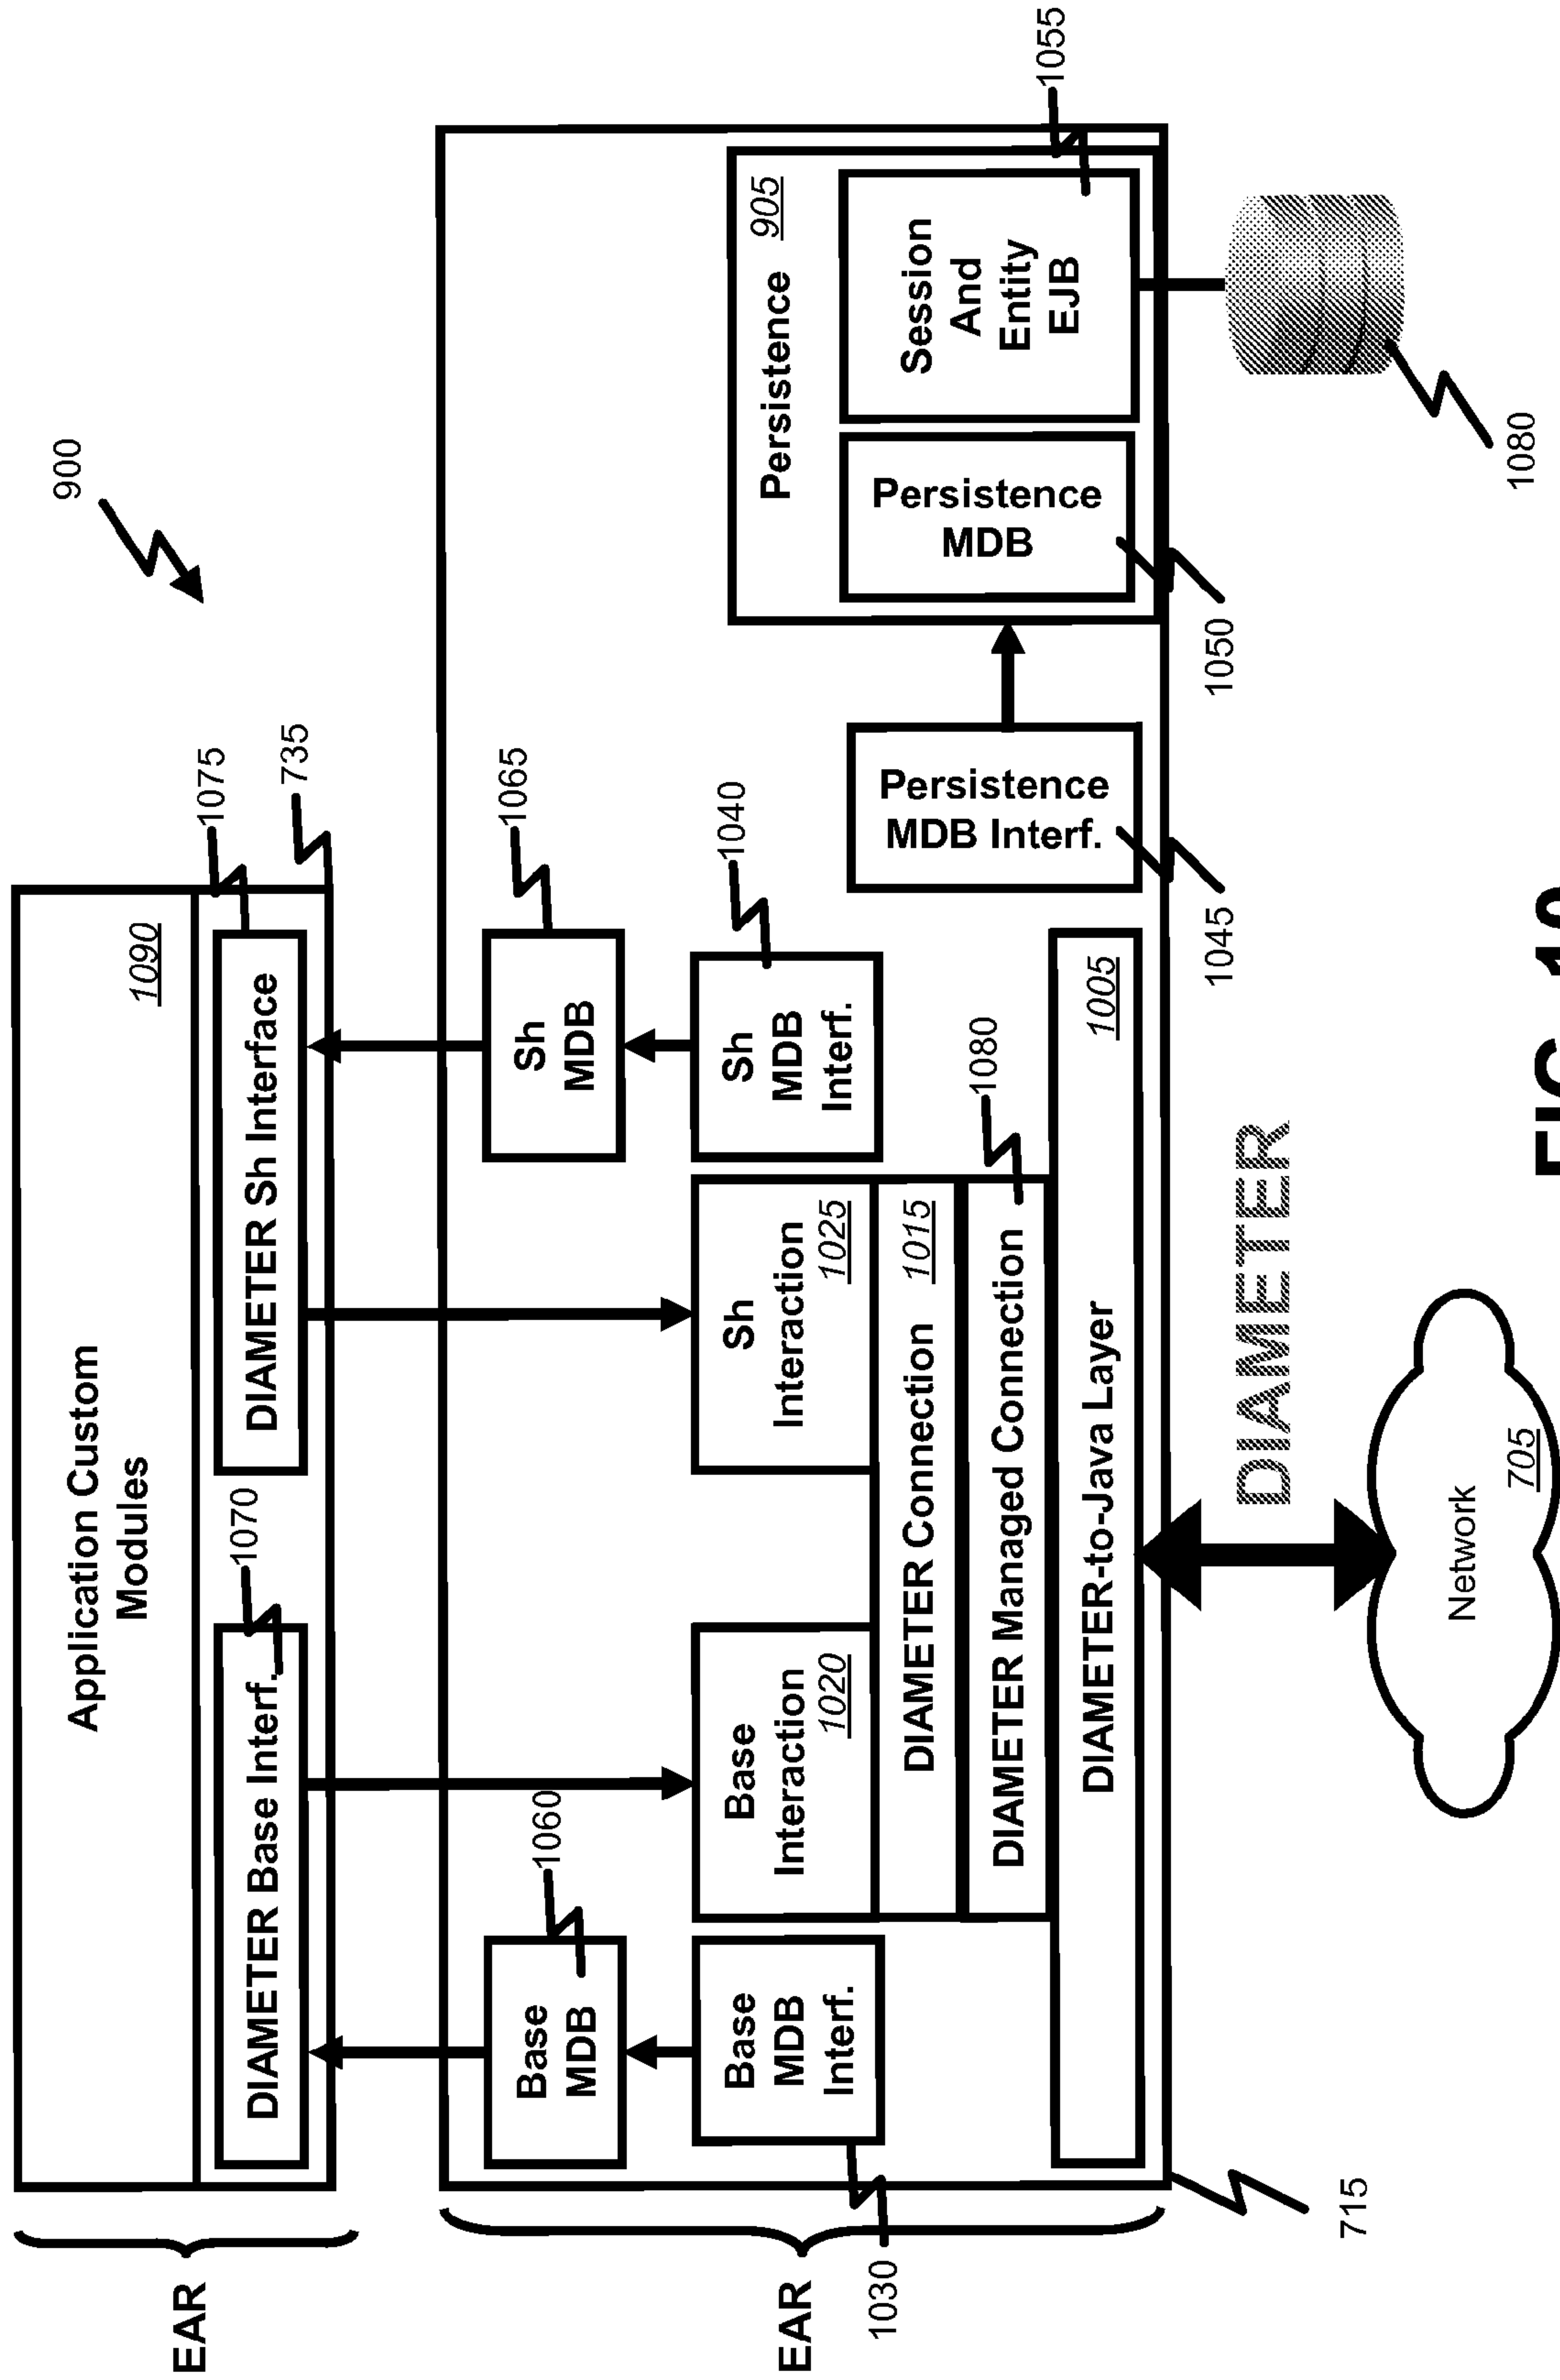 900
EAR
Application Custom
Modules
1090
1075
735
1070
DIAMETER Base Interf.
DIAMETER Sh Interface
EAR
1060
1065
Base
MDB
Sh
MDB
1040
Base
MDB
Interf.
1030
Base
Interaction
1020
Sh
Interaction
1025
Sh
MDB
Interf.
DIAMETER Connection
1015
DIAMETER Managed Connection
1080
DIAMETER-to-Java Layer
1005
Persistence
MDB Interf.
1045
Persistence
905
Persistence
MDB
1050
Session
And
Entity
EJB
1055
1080
715
DIAMETER
Network
705